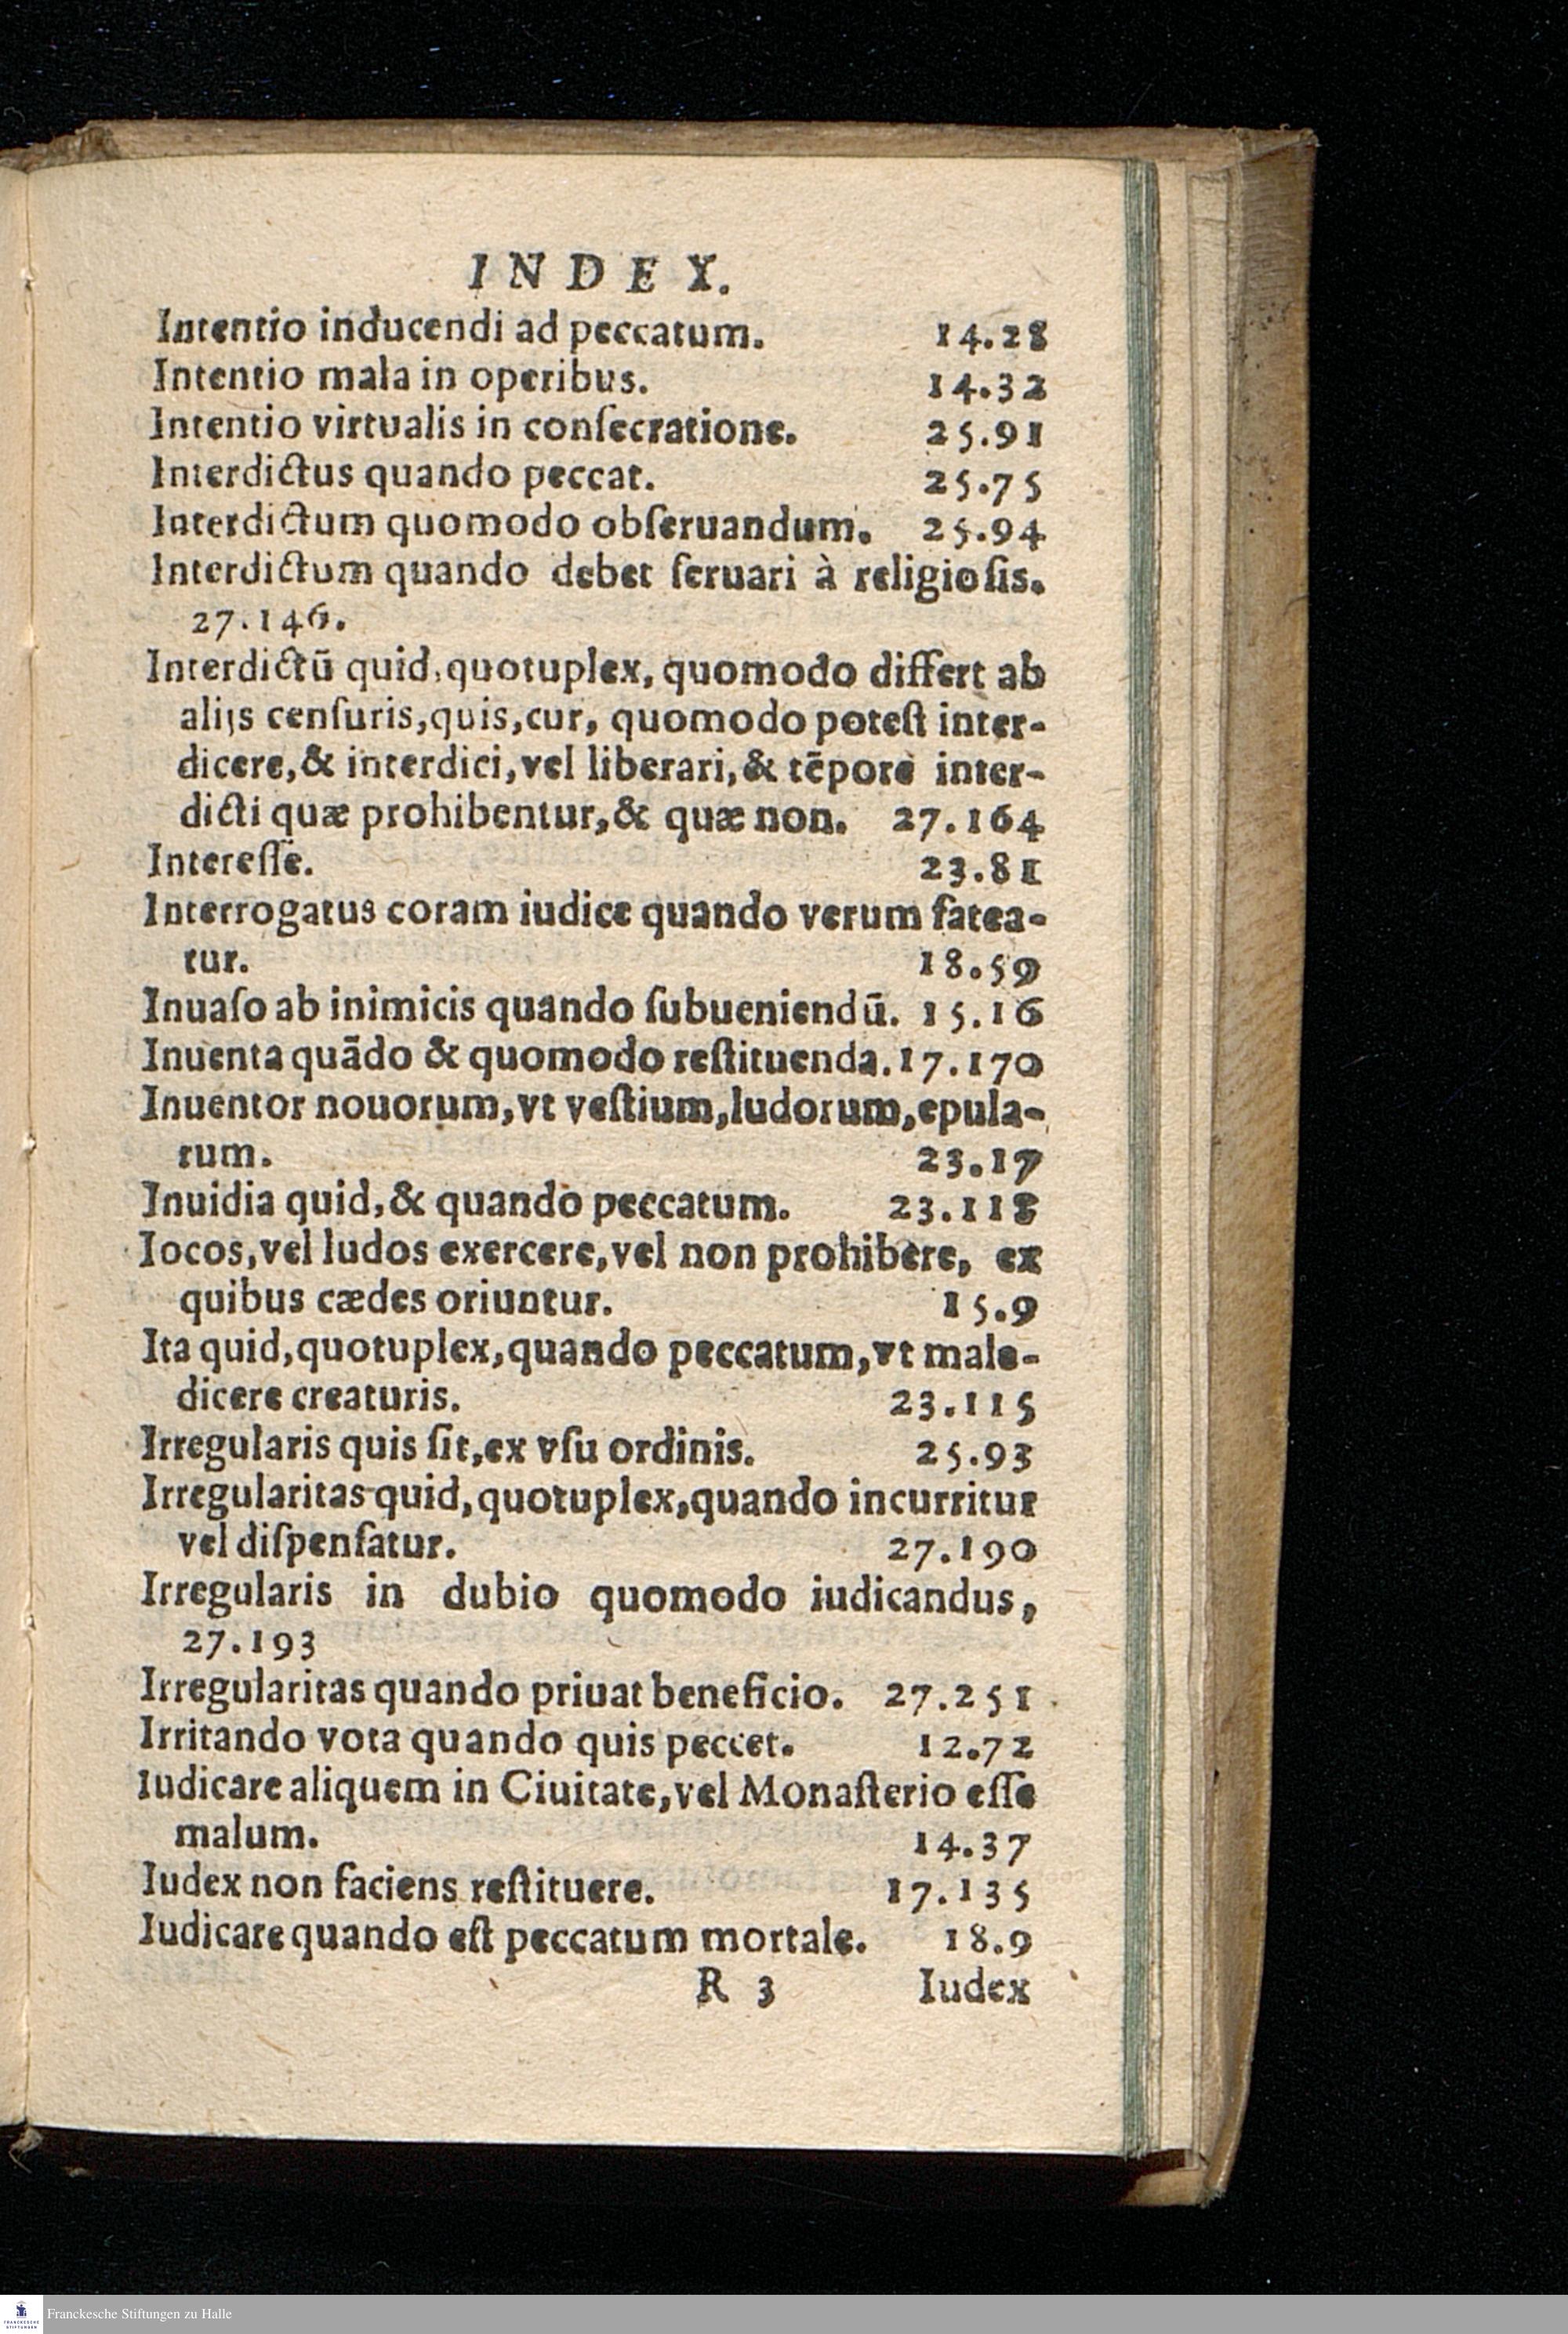 INDEX.
Intentio inducendi ad peccatum. 14.28
Intentio mala in operibus. 14.32
Intentio virtualis in conſecratione. 25.91
Interdictus quando peccat. 25.75
Interdictum quomodo obſeruandum. 25.94
Interdictum quando debet ſeruari à religioſis.
27.146.
Interdictū quid, quotuplex, quomodo differt ab
alijs cenſuris, quis, cur, quomodo poteſt inter-
dicere, & interdici, vel liberari, & tēpore inter-
dicti quæ prohibentur, & quæ non. 27.164
Intereſſe. 23.81
Interrogatus coram iudice quando verum fatea-
tur. 18.59
Inuaſo ab inimicis quando ſubueniendū. 15.16
Inuenta quādo & quomodo reſtituenda. 17.170
Inuentor nouorum, vt veſtium, ludorum, epula-
rum. 23.17
Inuidia quid, & quando peccatum. 23.118
Iocos, vel ludos exercere, vel non prohibere, ex
quibus cædes oriuntur. 15.9
Ita quid, quotuplex, quando peccatum, vt male-
dicere creaturis. 23.115
Irregularis quis ſit, ex vſu ordinis. 25.93
Irregularitas quid, quotuplex, quando incurritur
vel diſpenſatur. 27.190
Irregularis in dubio quomodo iudicandus,
27.193
Irregularitas quando priuat beneficio. 27.251
Irritando vota quando quis peccet. 12.72
Iudicare aliquem in Ciuitate, vel Monaſterio eſſe
malum. 14.37
Iudex non faciens reſtituere. 17.135
Iudicare quando eſt peccatum mortale. 18.9
R 3 Iudex
FRANCKESCHE
STIFTUNGEN
Franckesche Stiftungen zu Halle